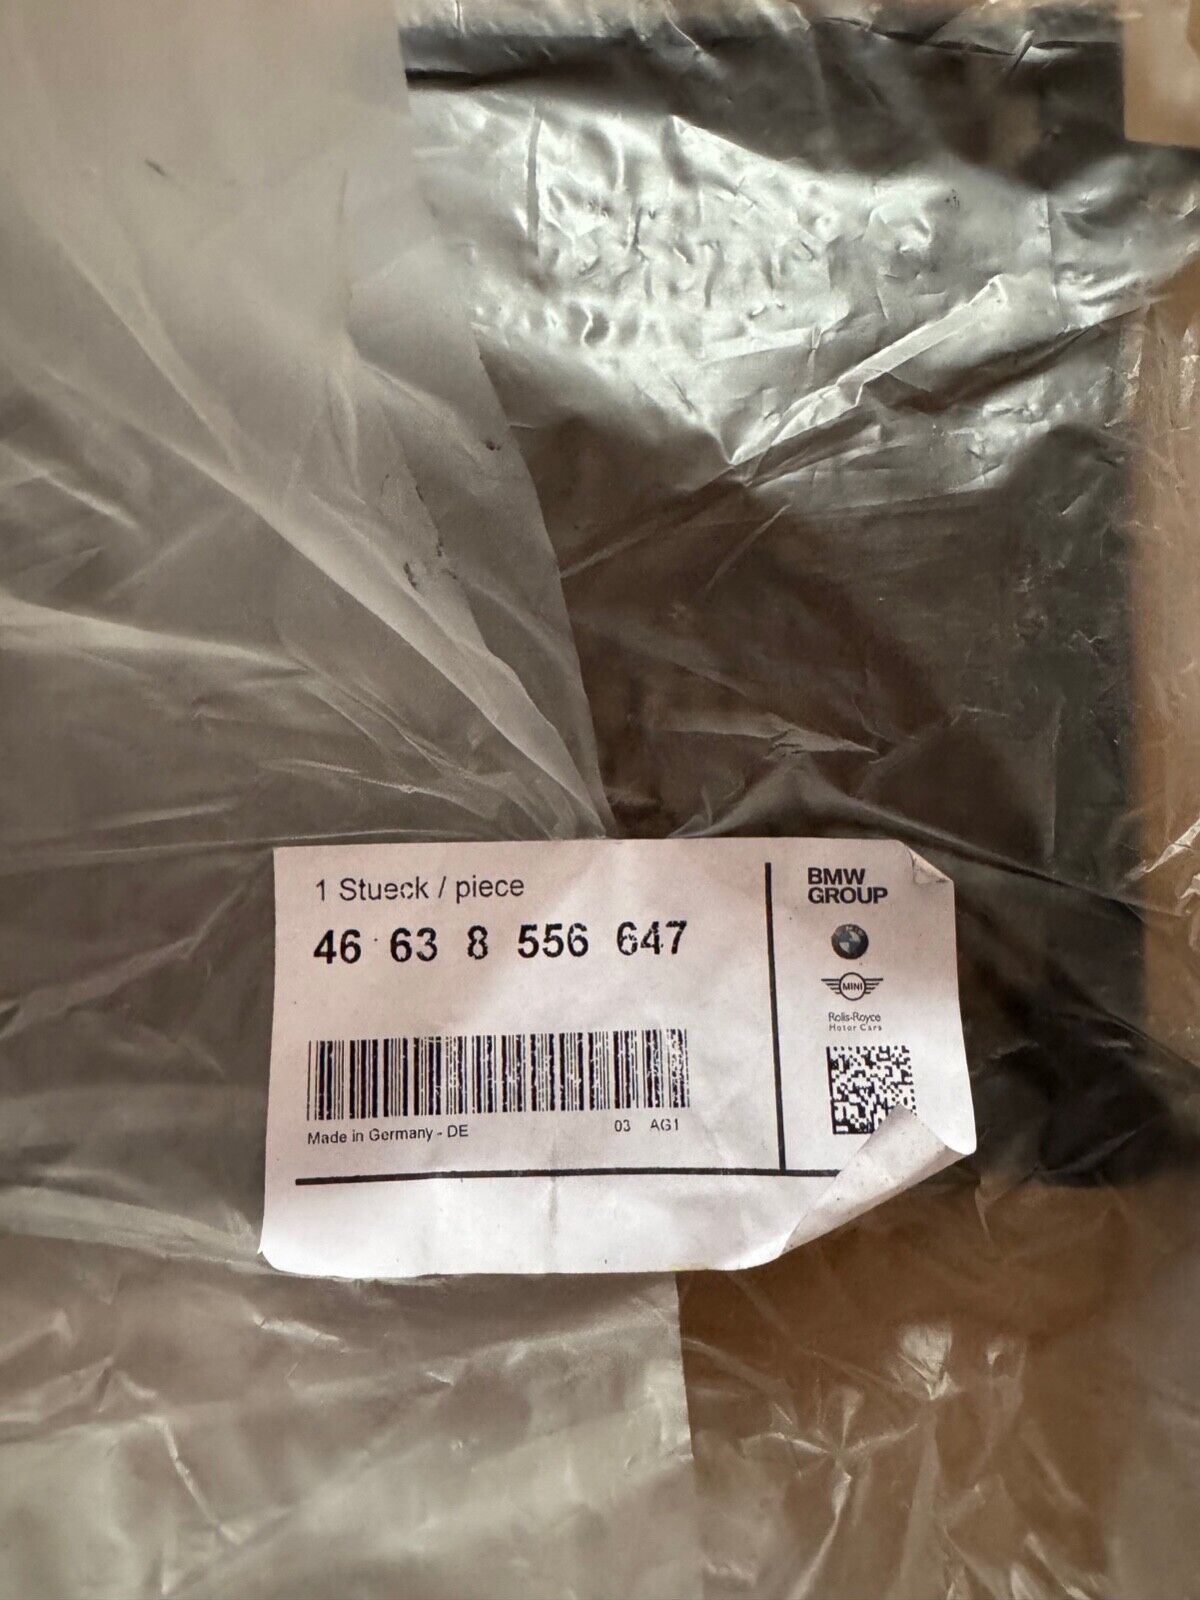 1 Stueck / piece
46 63 8 556 647
Made in Germany - DE
03 AG1
BMW
GROUP
MINI
Rolls-Royce
Motor Cars